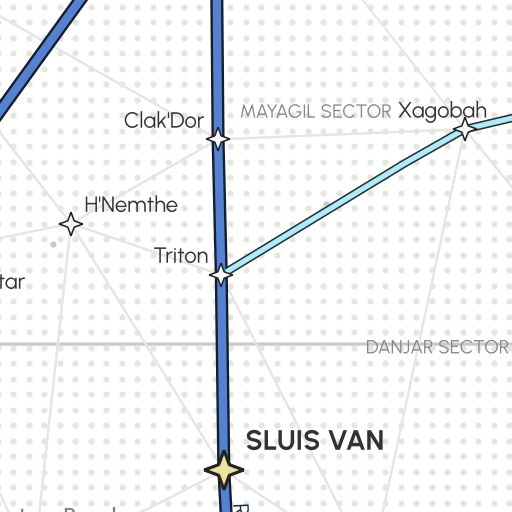 MAYAGIL SECTOR
Xagobah
Clak'Dor
H'Nemthe
Triton
tar
DANJAR SECTOR
SLUIS VAN
R